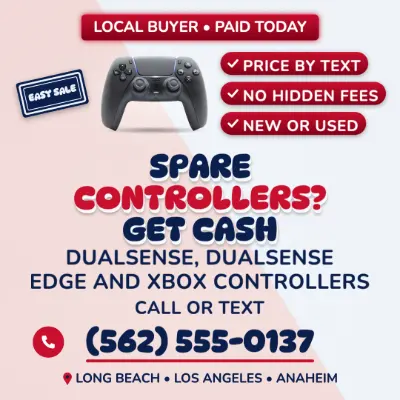 LOCAL BUYER • PAID TODAY
PRICE BY TEXT
NO HIDDEN FEES
NEW OR USED
EASY SALE
SPARE
CONTROLLERS?
GET CASH
DUALSENSE, DUALSENSE
EDGE AND XBOX CONTROLLERS
CALL OR TEXT
(562) 555-0137
LONG BEACH • LOS ANGELES • ANAHEIM